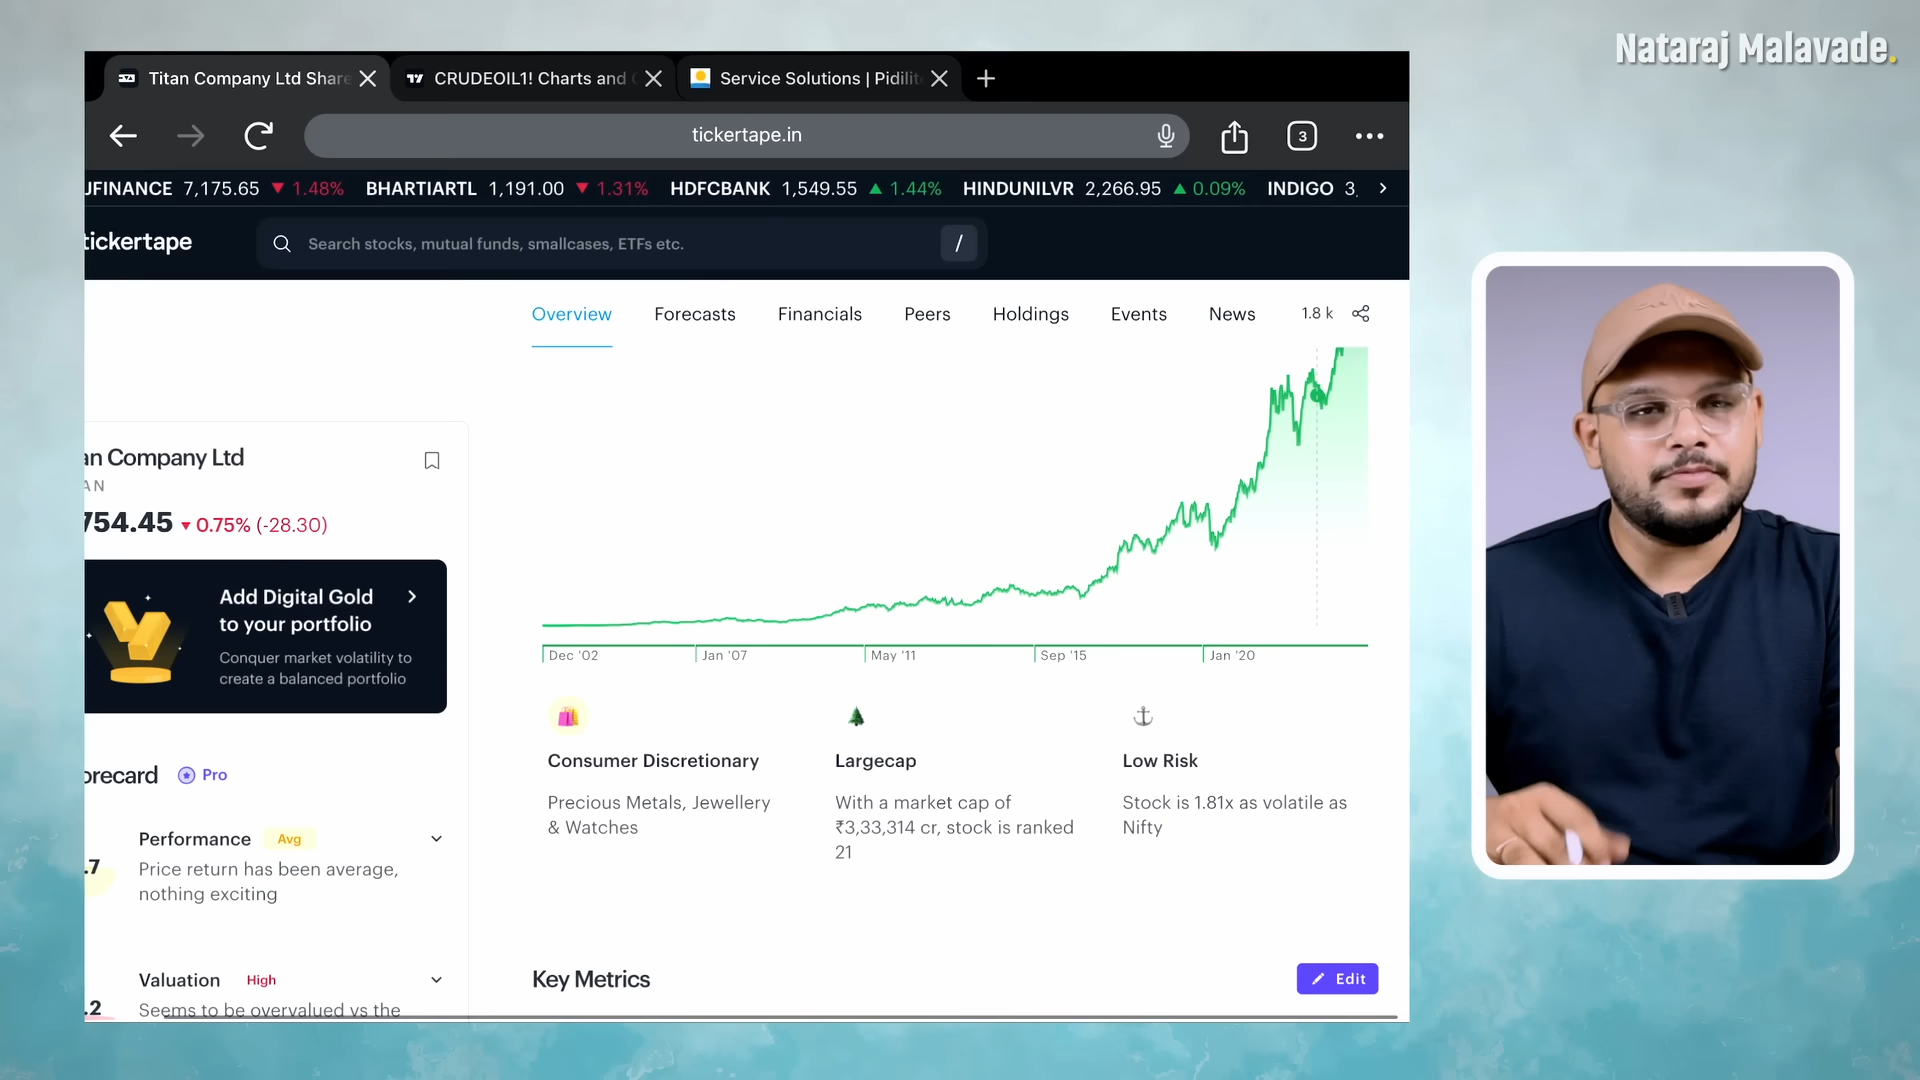 Nataraj Malavade.
Titan Company Ltd Share
CRUDEOIL1! Charts and
Service Solutions | Pidilit
tickertape.in
3
JFINANCE 7,175.65 ▼ 1.48% BHARTIARTL 1,191.00 ▼ 1.31% HDFCBANK 1,549.55 ▲ 1.44% HINDUNILVR 2,266.95 ▲ 0.09% INDIGO 3,
tickertape
Search stocks, mutual funds, smallcases, ETFs etc.
/
Overview Forecasts Financials Peers Holdings Events News 1.8 k
an Company Ltd
AN
754.45 ▼ 0.75% (-28.30)
Add Digital Gold
to your portfolio
Conquer market volatility to
create a balanced portfolio
orecard Pro
.7
Performance Avg
Price return has been average,
nothing exciting
.2
Valuation High
Seems to be overvalued vs the
Dec '02 Jan '07 May '11 Sep '15 Jan '20
Consumer Discretionary
Precious Metals, Jewellery
& Watches
Largecap
With a market cap of
₹3,33,314 cr, stock is ranked
21
Low Risk
Stock is 1.81x as volatile as
Nifty
Key Metrics
Edit